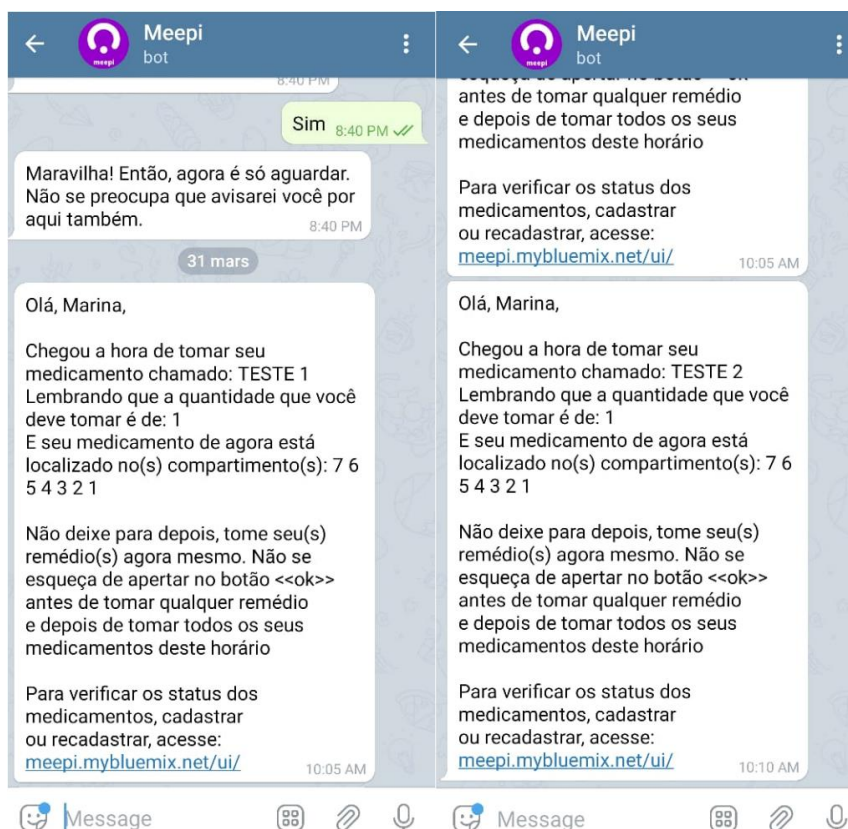 Meepi
bot
meepi
8:40 PM
Sim 8:40 PM
Maravilha! Então, agora é só aguardar.
Não se preocupa que avisarei você por
aqui também.
8:40 PM
31 mars
Olá, Marina,
Chegou a hora de tomar seu
medicamento chamado: TESTE 1
Lembrando que a quantidade que você
deve tomar é de: 1
E seu medicamento de agora está
localizado no(s) compartimento(s): 7 6
5 4 3 2 1
Não deixe para depois, tome seu(s)
remédio(s) agora mesmo. Não se
esqueça de apertar no botão <<ok>>
antes de tomar qualquer remédio
e depois de tomar todos os seus
medicamentos deste horário
Para verificar os status dos
medicamentos, cadastrar
ou recadastrar, acesse:
meepi.mybluemix.net/ui/
10:05 AM
Message
Meepi
bot
meepi
esqueça de apertar no botão <<ok>>
antes de tomar qualquer remédio
e depois de tomar todos os seus
medicamentos deste horário
Para verificar os status dos
medicamentos, cadastrar
ou recadastrar, acesse:
meepi.mybluemix.net/ui/
10:05 AM
Olá, Marina,
Chegou a hora de tomar seu
medicamento chamado: TESTE 2
Lembrando que a quantidade que você
deve tomar é de: 1
E seu medicamento de agora está
localizado no(s) compartimento(s): 7 6
5 4 3 2 1
Não deixe para depois, tome seu(s)
remédio(s) agora mesmo. Não se
esqueça de apertar no botão <<ok>>
antes de tomar qualquer remédio
e depois de tomar todos os seus
medicamentos deste horário
Para verificar os status dos
medicamentos, cadastrar
ou recadastrar, acesse:
meepi.mybluemix.net/ui/
10:10 AM
Message